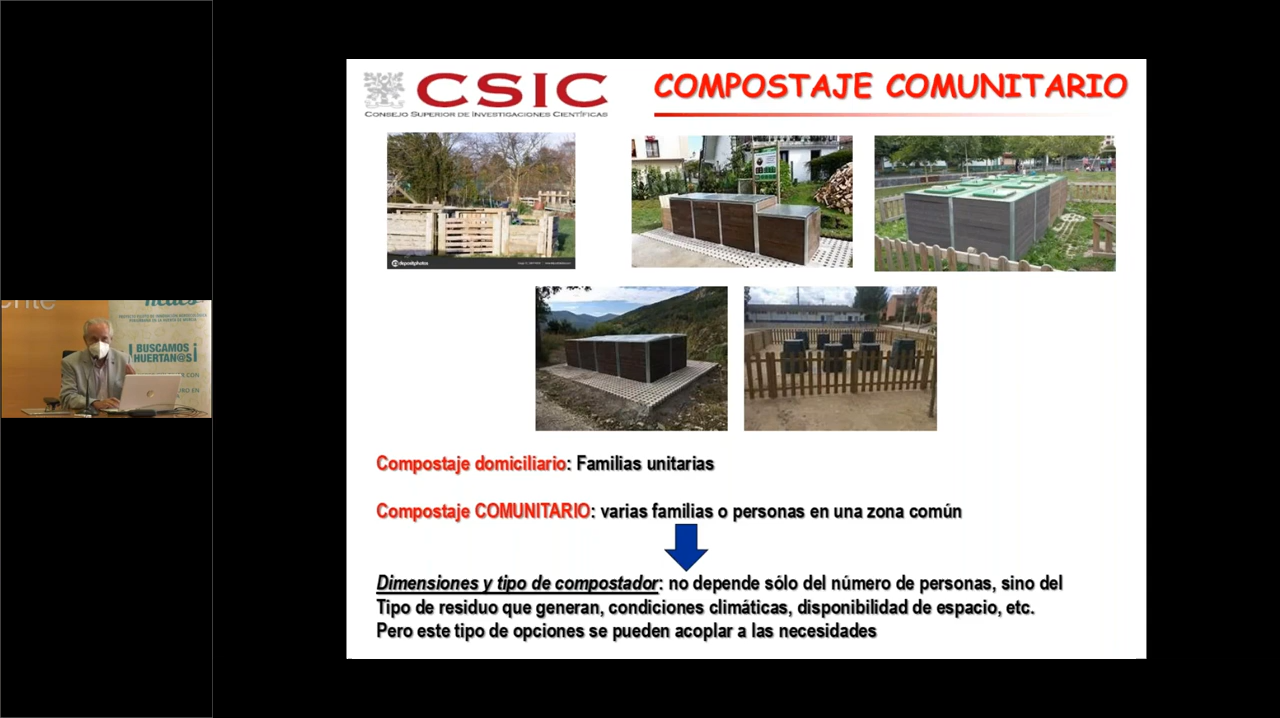 CSIC
CONSEJO SUPERIOR DE INVESTIGACIONES CIENTÍFICAS
COMPOSTAJE COMUNITARIO
depositphotos
Compostaje domiciliario: Familias unitarias
Compostaje COMUNITARIO: varias familias o personas en una zona común
Dimensiones y tipo de compostador: no depende sólo del número de personas, sino del
Tipo de residuo que generan, condiciones climáticas, disponibilidad de espacio, etc.
Pero este tipo de opciones se pueden acoplar a las necesidades
¡BUSCAMOS
HUERTAN@S!
CON
EN